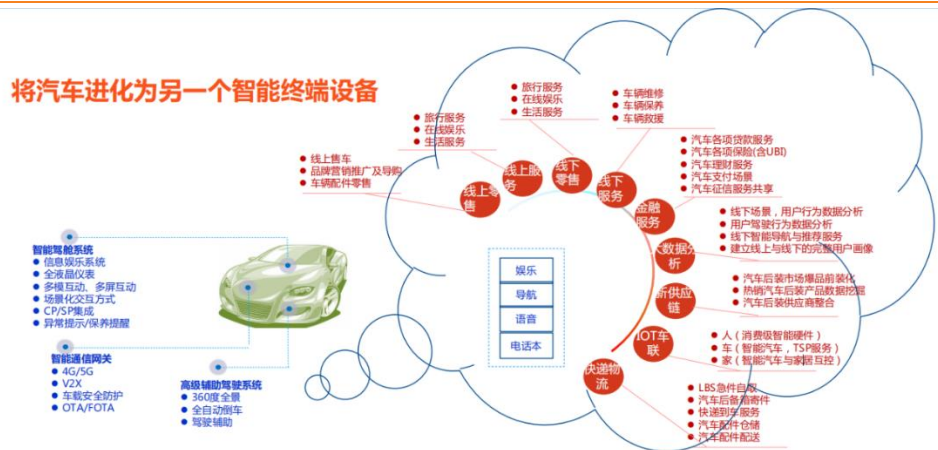 将汽车进化为另一个智能终端设备
线上售车
品牌营销推广及导购
车辆配件零售
旅行服务
在线娱乐
生活服务
旅行服务
在线娱乐
生活服务
车辆维修
车辆保养
车辆救援
汽车各项贷款服务
汽车各项保险(含UBI)
汽车理财服务
汽车支付场景
汽车征信服务共享
线下场景，用户行为数据分析
用户驾驶行为数据分析
线下智能导航与推荐服务
建立线上与线下的完整用户画像
汽车后装市场爆品前装化
热销汽车后装产品数据挖掘
汽车后装供应商整合
人（消费级智能硬件）
车（智能汽车，TSP服务）
家（智能汽车与家居互控）
LBS急件自取
汽车后备箱寄件
快递到车服务
汽车配件仓储
汽车配件配送
线上零
售
线上服
务
线下
零售
线下
服务
金融
服务
大数据分
析
新供应
链
IOT车
联
快递物
流
娱乐
导航
语音
电话本
智能驾舱系统
信息娱乐系统
全液晶仪表
多模互动、多屏互动
场景化交互方式
CP/SP集成
异常提示/保养提醒
智能通信网关
4G/5G
V2X
车载安全防护
OTA/FOTA
高级辅助驾驶系统
360度全景
全自动倒车
驾驶辅助